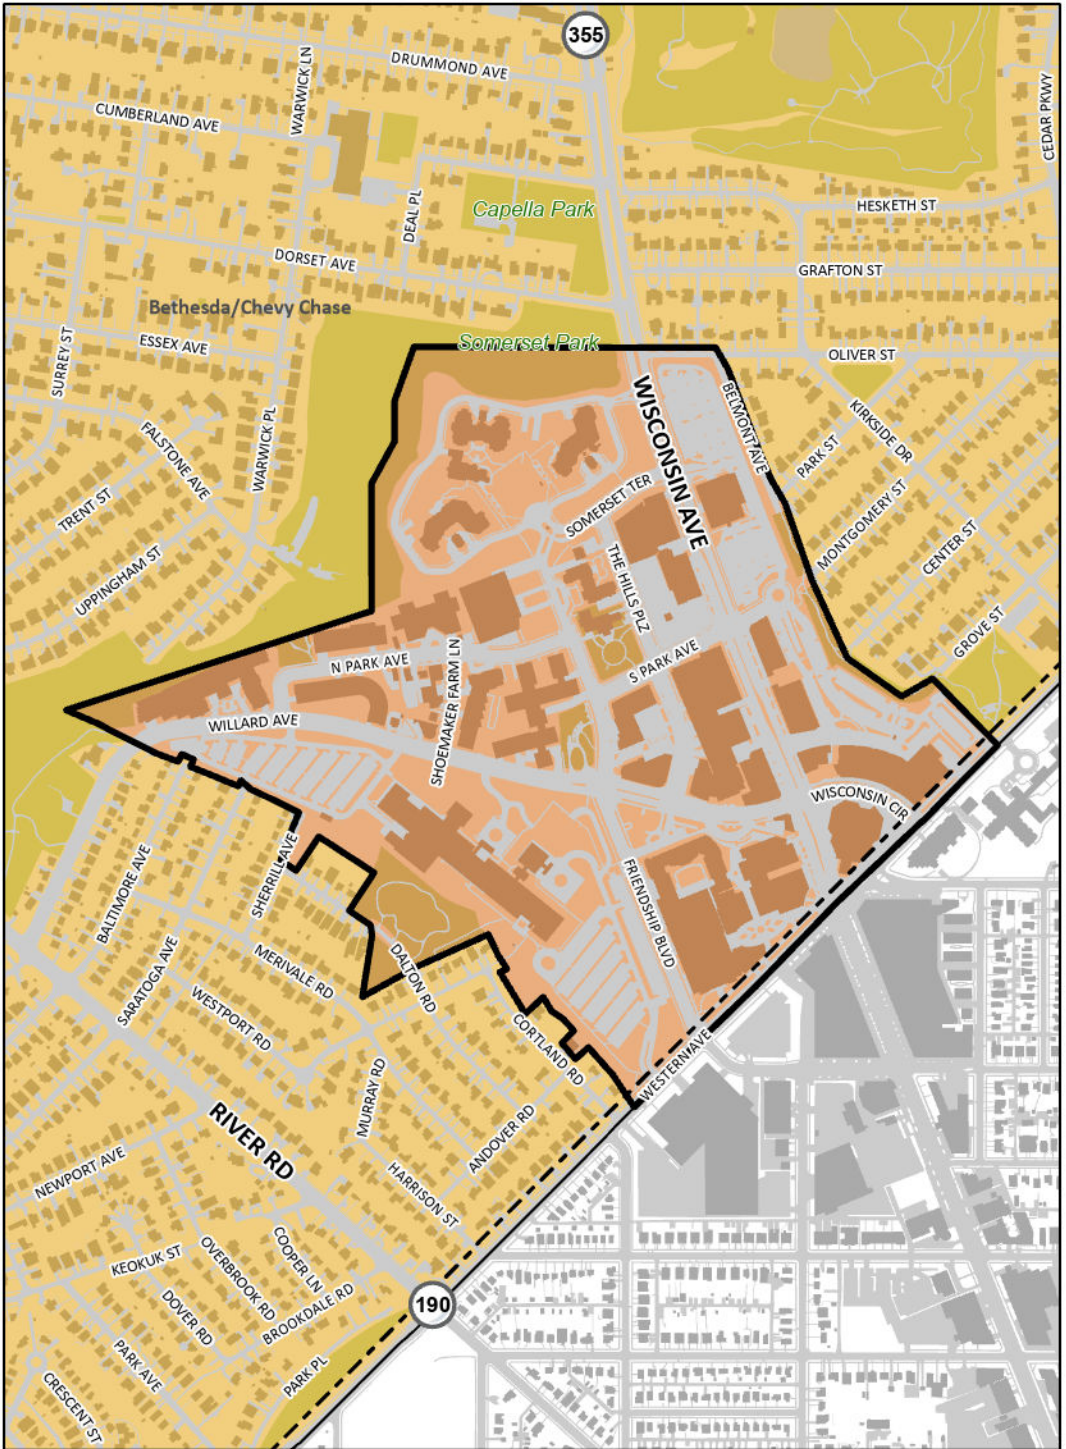 355
DRUMMOND AVE
WARWICK LN
CUMBERLAND AVE
CEDAR PKWY
Capella Park
DEAL PL
HESKETH ST
DORSET AVE
GRAFTON ST
Bethesda/Chevy Chase
Somerset Park
ESSEX AVE
SURREY ST
OLIVER ST
WISCONSIN AVE
BELMONT AVE
KIRKSIDE DR
PARK ST
FALSTONE AVE
WARWICK PL
TRENT ST
SOMERSET TER
MONTGOMERY ST
CENTER ST
UPPINGHAM ST
THE HILLS PLZ
GROVE ST
N PARK AVE
SHOEMAKER FARM LN
S PARK AVE
WILLARD AVE
WISCONSIN CIR
BALTIMORE AVE
SHERRILL AVE
FRIENDSHIP BLVD
MERIVALE RD
DALTON RD
SARATOGA AVE
WESTPORT RD
CORTLAND RD
WESTERN AVE
MURRAY RD
RIVER RD
ANDOVER RD
NEWPORT AVE
HARRISON ST
KEOKUK ST
OVERBROOK RD
COOPER LN
DOVER RD
BROOKDALE RD
190
PARK AVE
PARK PL
CRESCENT ST